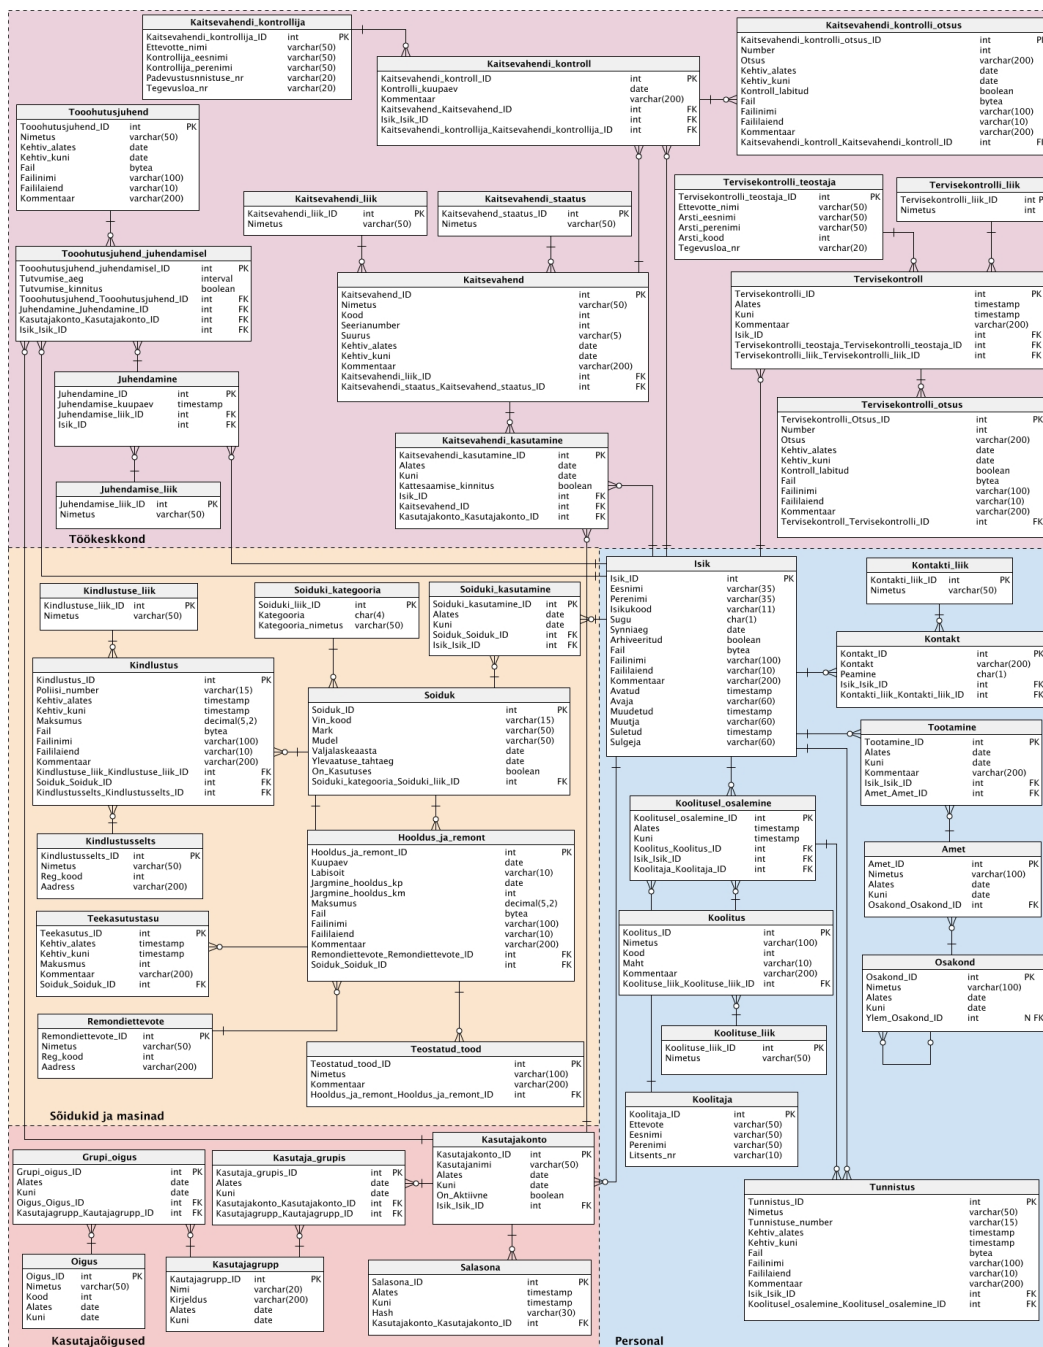 Kaitsevahendi_kontrollija
Kaitsevahendi_kontrollija_ID int PK
Ettevotte_nimi varchar(50)
Kontrollija_eesnimi varchar(50)
Kontrollija_perenimi varchar(50)
Padevustusnnistuse_nr varchar(20)
Tegevusloa_nr varchar(20)
Kaitsevahendi_kontroll
Kaitsevahendi_kontroll_ID int PK
Kontrolli_kuupaev date
Kommentaar varchar(200)
Kaitsevahend_Kaitsevahend_ID int FK
Isik_Isik_ID int FK
Kaitsevahendi_kontrollija_Kaitsevahendi_kontrollija_ID int FK
Kaitsevahendi_kontrolli_otsus
Kaitsevahendi_kontrolli_otsus_ID int PK
Number int
Otsus varchar(200)
Kehtiv_alates date
Kehtiv_kuni date
Kontroll_labitud boolean
Fail bytea
Failinimi varchar(100)
Faililaiend varchar(10)
Kommentaar varchar(200)
Kaitsevahendi_kontroll_Kaitsevahendi_kontroll_ID int FK
Tooohutusjuhend
Tooohutusjuhend_ID int PK
Nimetus varchar(50)
Kehtiv_alates date
Kehtiv_kuni date
Fail bytea
Failinimi varchar(100)
Faililaiend varchar(10)
Kommentaar varchar(200)
Kaitsevahendi_liik
Kaitsevahendi_liik_ID int PK
Nimetus varchar(50)
Kaitsevahendi_staatus
Kaitsevahend_staatus_ID int PK
Nimetus varchar(50)
Tervisekontrolli_teostaja
Tervisekontrolli_teostaja_ID int PK
Ettevotte_nimi varchar(50)
Arsti_eesnimi varchar(50)
Arsti_perenimi varchar(50)
Arsti_kood int
Tegevusloa_nr varchar(20)
Tervisekontrolli_liik
Tervisekontrolli_liik_ID int P
Nimetus int
Tooohutusjuhend_juhendamisel
Tooohutusjuhend_juhendamisel_ID int PK
Tutvumise_aeg interval
Tutvumise_kinnitus boolean
Tooohutusjuhend_Tooohutusjuhend_ID int FK
Juhendamine_Juhendamine_ID int FK
Kasutajakonto_Kasutajakonto_ID int FK
Isik_Isik_ID int FK
Kaitsevahend
Kaitsevahend_ID int PK
Nimetus varchar(50)
Kood int
Seerianumber int
Suurus varchar(5)
Kehtiv_alates date
Kehtiv_kuni date
Kommentaar varchar(200)
Kaitsevahendi_liik_ID int FK
Kaitsevahendi_staatus_Kaitsevahend_staatus_ID int FK
Tervisekontroll
Tervisekontrolli_ID int PK
Alates timestamp
Kuni timestamp
Kommentaar varchar(200)
Isik_ID int FK
Tervisekontrolli_teostaja_Tervisekontrolli_teostaja_ID int FK
Tervisekontrolli_liik_Tervisekontrolli_liik_ID int FK
Juhendamine
Juhendamine_ID int PK
Juhendamise_kuupaev timestamp
Juhendamise_liik_ID int FK
Isik_ID int FK
Tervisekontrolli_otsus
Tervisekontrolli_Otsus_ID int PK
Number int
Otsus varchar(200)
Kehtiv_alates date
Kehtiv_kuni date
Kontroll_labitud boolean
Fail bytea
Failinimi varchar(100)
Faililaiend varchar(10)
Kommentaar varchar(200)
Tervisekontroll_Tervisekontrolli_ID int FK
Kaitsevahendi_kasutamine
Kaitsevahendi_kasutamine_ID int PK
Alates date
Kuni date
Kattesaamise_kinnitus boolean
Isik_ID int FK
Kaitsevahend_ID int FK
Kasutajakonto_Kasutajakonto_ID int FK
Juhendamise_liik
Juhendamise_liik_ID int PK
Nimetus varchar(50)
Töökeskkond
Kindlustuse_liik
Kindlustuse_liik_ID int PK
Nimetus varchar(50)
Soiduki_kategooria
Soiduki_liik_ID int PK
Kategooria char(4)
Kategooria_nimetus varchar(50)
Soiduki_kasutamine
Soiduki_kasutamine_ID int PK
Alates date
Kuni date
Soiduk_Soiduk_ID int FK
Isik_Isik_ID int FK
Isik
Isik_ID int PK
Eesnimi varchar(35)
Perenimi varchar(35)
Isikukood varchar(11)
Sugu char(1)
Synniaeg date
Arhiveeritud boolean
Fail bytea
Failinimi varchar(100)
Faililaiend varchar(10)
Kommentaar varchar(200)
Avatud timestamp
Avaja varchar(60)
Muudetud timestamp
Muutja varchar(60)
Suletud timestamp
Sulgeja varchar(60)
Kontakti_liik
Kontakti_liik_ID int PK
Nimetus varchar(50)
Kontakt
Kontakt_ID int PK
Kontakt varchar(200)
Peamine char(1)
Isik_Isik_ID int FK
Kontakti_liik_Kontakti_liik_ID int FK
Kindlustus
Kindlustus_ID int PK
Poliisi_number varchar(15)
Kehtiv_alates timestamp
Kehtiv_kuni timestamp
Maksumus decimal(5,2)
Fail bytea
Failinimi varchar(100)
Faililaiend varchar(10)
Kommentaar varchar(200)
Kindlustuse_liik_Kindlustuse_liik_ID int FK
Soiduk_Soiduk_ID int FK
Kindlustusselts_Kindlustusselts_ID int FK
Soiduk
Soiduk_ID int PK
Vin_kood varchar(15)
Mark varchar(50)
Mudel varchar(50)
Valjalaskeaasta date
Ylevaatuse_tahtaeg date
On_Kasutuses boolean
Soiduki_kategooria_Soiduki_liik_ID int FK
Tootamine
Tootamine_ID int PK
Alates date
Kuni date
Kommentaar varchar(200)
Isik_Isik_ID int FK
Amet_Amet_ID int FK
Koolitusel_osalemine
Koolitusel_osalemine_ID int PK
Alates timestamp
Kuni timestamp
Koolitus_Koolitus_ID int FK
Isik_Isik_ID int FK
Koolitaja_Koolitaja_ID int FK
Kindlustusselts
Kindlustusselts_ID int PK
Nimetus varchar(50)
Reg_kood int
Aadress varchar(200)
Hooldus_ja_remont
Hooldus_ja_remont_ID int PK
Kuupaev date
Labisoit varchar(10)
Jargmine_hooldus_kp date
Jargmine_hooldus_km int
Maksumus decimal(5,2)
Fail bytea
Failinimi varchar(100)
Faililaiend varchar(10)
Kommentaar varchar(200)
Remondiettevote_Remondiettevote_ID int FK
Soiduk_Soiduk_ID int FK
Amet
Amet_ID int PK
Nimetus varchar(100)
Alates date
Kuni date
Osakond_Osakond_ID int FK
Teekasutustasu
Teekasutus_ID int PK
Kehtiv_alates timestamp
Kehtiv_kuni timestamp
Makusmus int
Kommentaar varchar(200)
Soiduk_Soiduk_ID int FK
Koolitus
Koolitus_ID int PK
Nimetus varchar(100)
Kood int
Maht varchar(10)
Kommentaar varchar(200)
Koolituse_liik_Koolituse_liik_ID int FK
Osakond
Osakond_ID int PK
Nimetus varchar(100)
Alates date
Kuni date
Ylem_Osakond_ID int N FK
Remondiettevote
Remondiettevote_ID int PK
Nimetus varchar(50)
Reg_kood int
Aadress varchar(200)
Koolituse_liik
Koolituse_liik_ID int PK
Nimetus varchar(50)
Teostatud_tood
Teostatud_tood_ID int PK
Nimetus varchar(100)
Kommentaar varchar(200)
Hooldus_ja_remont_Hooldus_ja_remont_ID int FK
Koolitaja
Koolitaja_ID int PK
Ettevote varchar(50)
Eesnimi varchar(50)
Perenimi varchar(50)
Litsents_nr varchar(10)
Sõidukid ja masinad
Grupi_oigus
Grupi_oigus_ID int PK
Alates date
Kuni date
Oigus_Oigus_ID int FK
Kasutajagrupp_Kautajagrupp_ID int FK
Kasutaja_grupis
Kasutaja_grupis_ID int PK
Alates date
Kuni date
Kasutajakonto_Kasutajakonto_ID int FK
Kasutajagrupp_Kautajagrupp_ID int FK
Kasutajakonto
Kasutajakonto_ID int PK
Kasutajanimi varchar(50)
Alates date
Kuni date
On_Aktiivne boolean
Isik_Isik_ID int FK
Tunnistus
Tunnistus_ID int PK
Nimetus varchar(50)
Tunnistuse_number varchar(15)
Kehtiv_alates timestamp
Kehtiv_kuni timestamp
Fail bytea
Failinimi varchar(100)
Faililaiend varchar(10)
Kommentaar varchar(200)
Isik_Isik_ID int FK
Koolitusel_osalemine_Koolitusel_osalemine_ID int FK
Oigus
Oigus_ID int PK
Nimetus varchar(50)
Kood int
Alates date
Kuni date
Kasutajagrupp
Kautajagrupp_ID int PK
Nimi varchar(20)
Kirjeldus varchar(200)
Alates date
Kuni date
Salasona
Salasona_ID int PK
Alates timestamp
Kuni timestamp
Hash varchar(30)
Kasutajakonto_Kasutajakonto_ID int FK
Kasutajaõigused
Personal